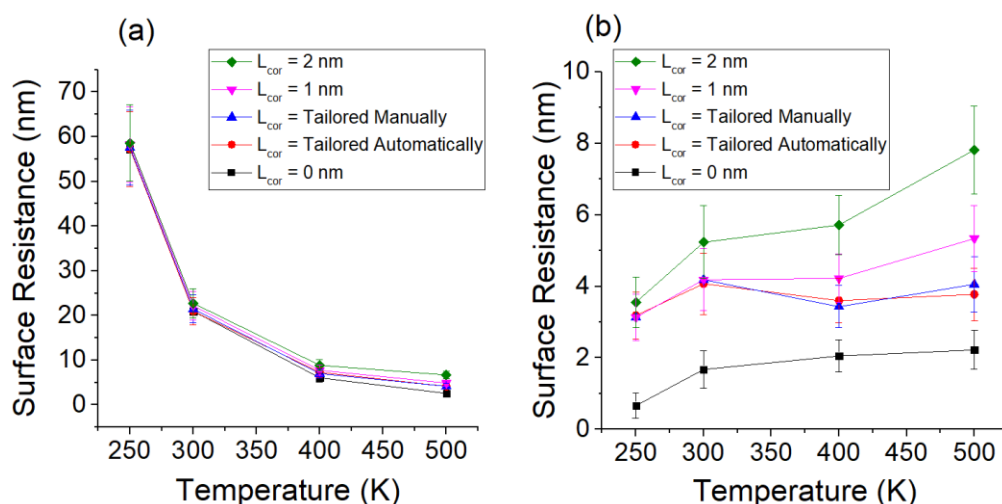 (a)
L_cor = 2 nm
L_cor = 1 nm
L_cor = Tailored Manually
L_cor = Tailored Automatically
L_cor = 0 nm
Surface Resistance (nm)
70
60
50
40
30
20
10
0
250 300 350 400 450 500
Temperature (K)
(b)
L_cor = 2 nm
L_cor = 1 nm
L_cor = Tailored Manually
L_cor = Tailored Automatically
L_cor = 0 nm
Surface Resistance (nm)
10
8
6
4
2
0
250 300 350 400 450 500
Temperature (K)